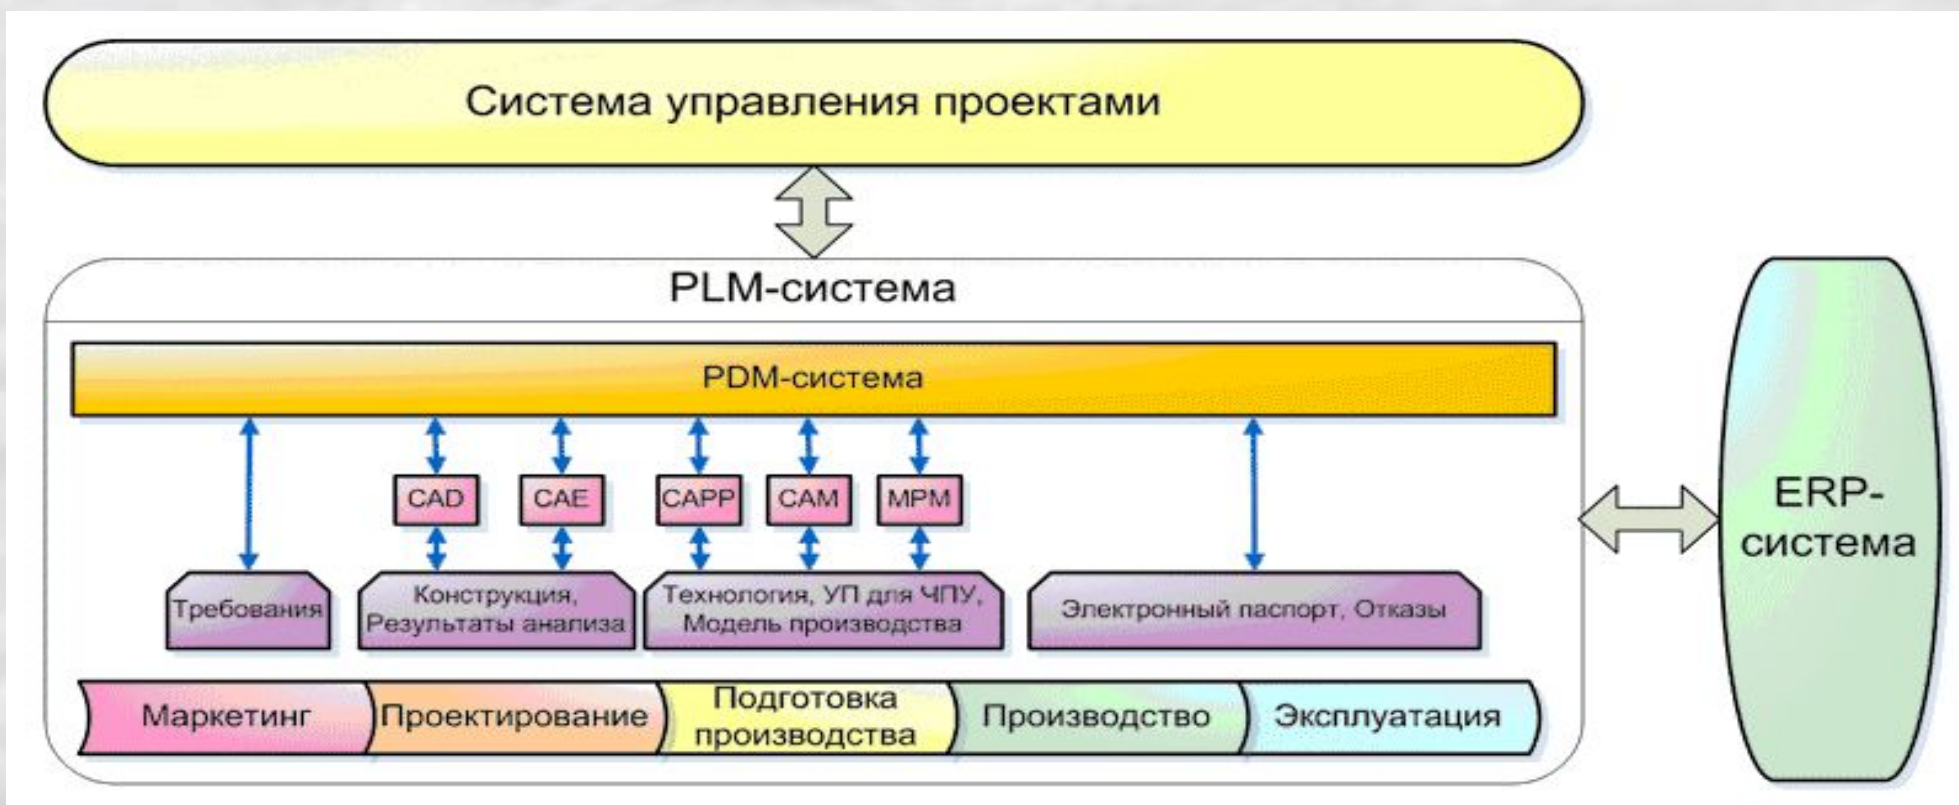 Система управления проектами
PLM-система
PDM-система
CAD
CAE
CAPP
CAM
MPM
Требования
Конструкция,
Результаты анализа
Технология, УП для ЧПУ,
Модель производства
Электронный паспорт, Отказы
Маркетинг
Проектирование
Подготовка
производства
Производство
Эксплуатация
ERP-
система